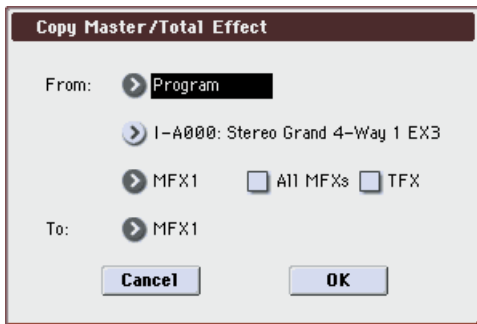 Copy Master/Total Effect
From: Program
I-A000: Stereo Grand 4-Way 1 EX3
MFX1 All MFXs TFX
To: MFX1
Cancel OK